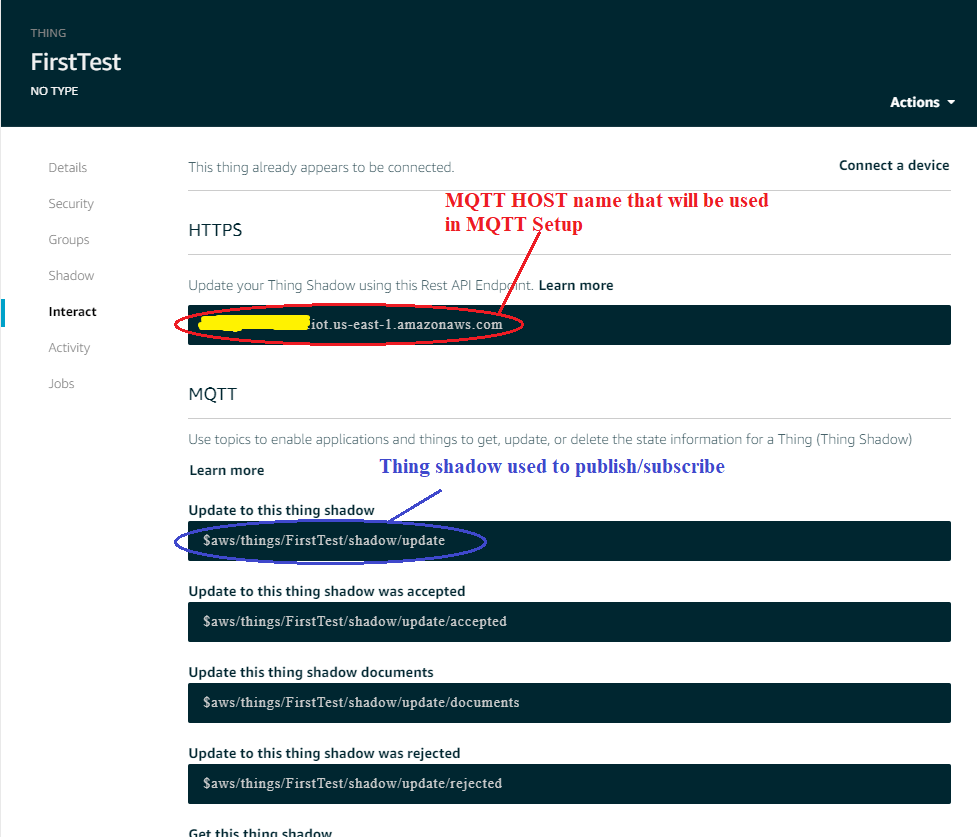 THING
FirstTest
NO TYPE
Actions
Details
Security
Groups
Shadow
Interact
Activity
Jobs
This thing already appears to be connected.
Connect a device
MQTT HOST name that will be used
in MQTT Setup
HTTPS
Update your Thing Shadow using this Rest API Endpoint. Learn more
iot.us-east-1.amazonaws.com
MQTT
Use topics to enable applications and things to get, update, or delete the state information for a Thing (Thing Shadow)
Learn more
Thing shadow used to publish/subscribe
Update to this thing shadow
$aws/things/FirstTest/shadow/update
Update to this thing shadow was accepted
$aws/things/FirstTest/shadow/update/accepted
Update this thing shadow documents
$aws/things/FirstTest/shadow/update/documents
Update to this thing shadow was rejected
$aws/things/FirstTest/shadow/update/rejected
Get this thing shadow